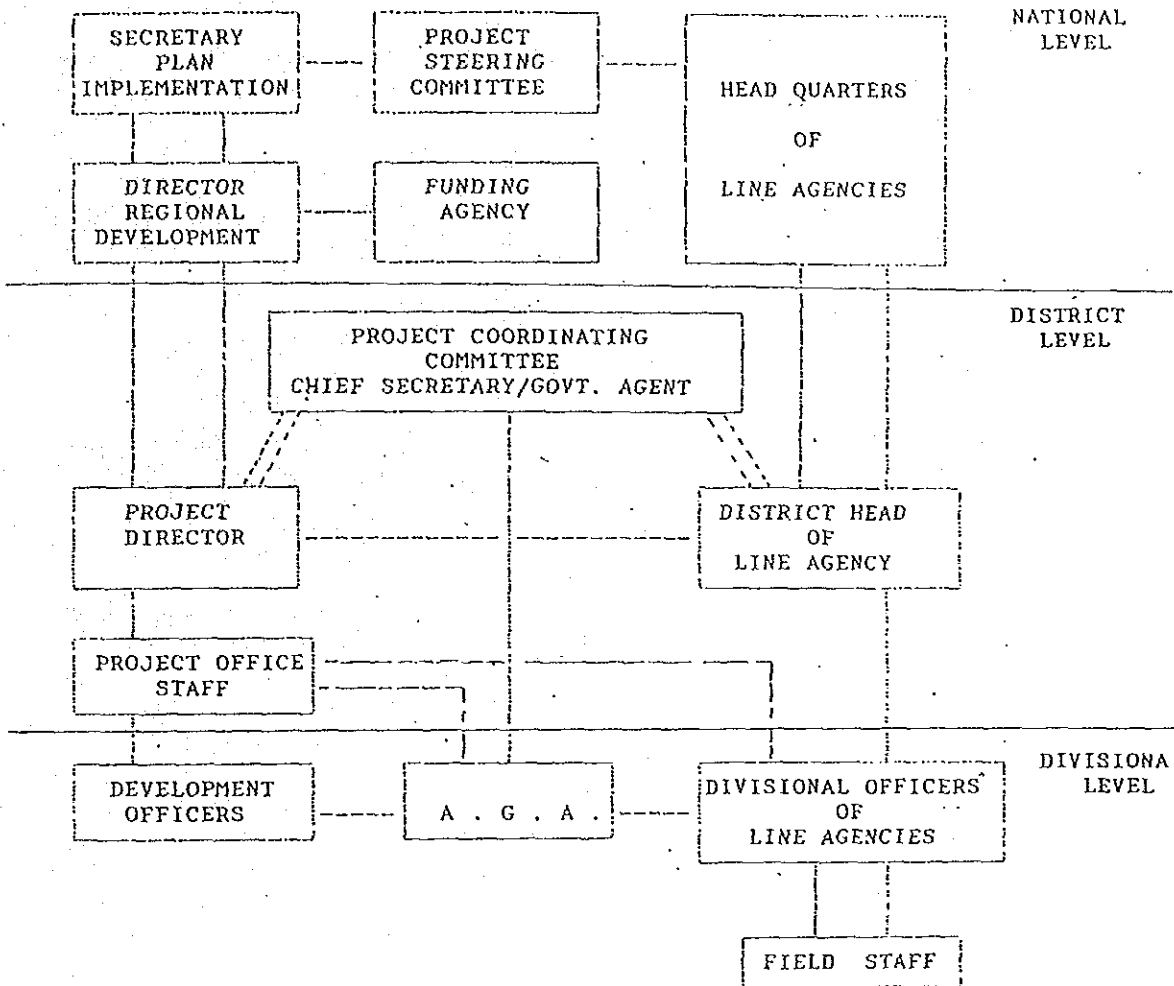 NATIONAL
LEVEL
SECRETARY
PLAN
IMPLEMENTATION
PROJECT
STEERING
COMMITTEE
HEAD QUARTERS
OF
LINE AGENCIES
DIRECTOR
REGIONAL
DEVELOPMENT
FUNDING
AGENCY
DISTRICT
LEVEL
PROJECT COORDINATING
COMMITTEE
CHIEF SECRETARY/GOVT. AGENT
PROJECT
DIRECTOR
DISTRICT HEAD
OF
LINE AGENCY
PROJECT OFFICE
STAFF
DIVISIONA
LEVEL
DEVELOPMENT
OFFICERS
A . G . A .
DIVISIONAL OFFICERS
OF
LINE AGENCIES
FIELD STAFF